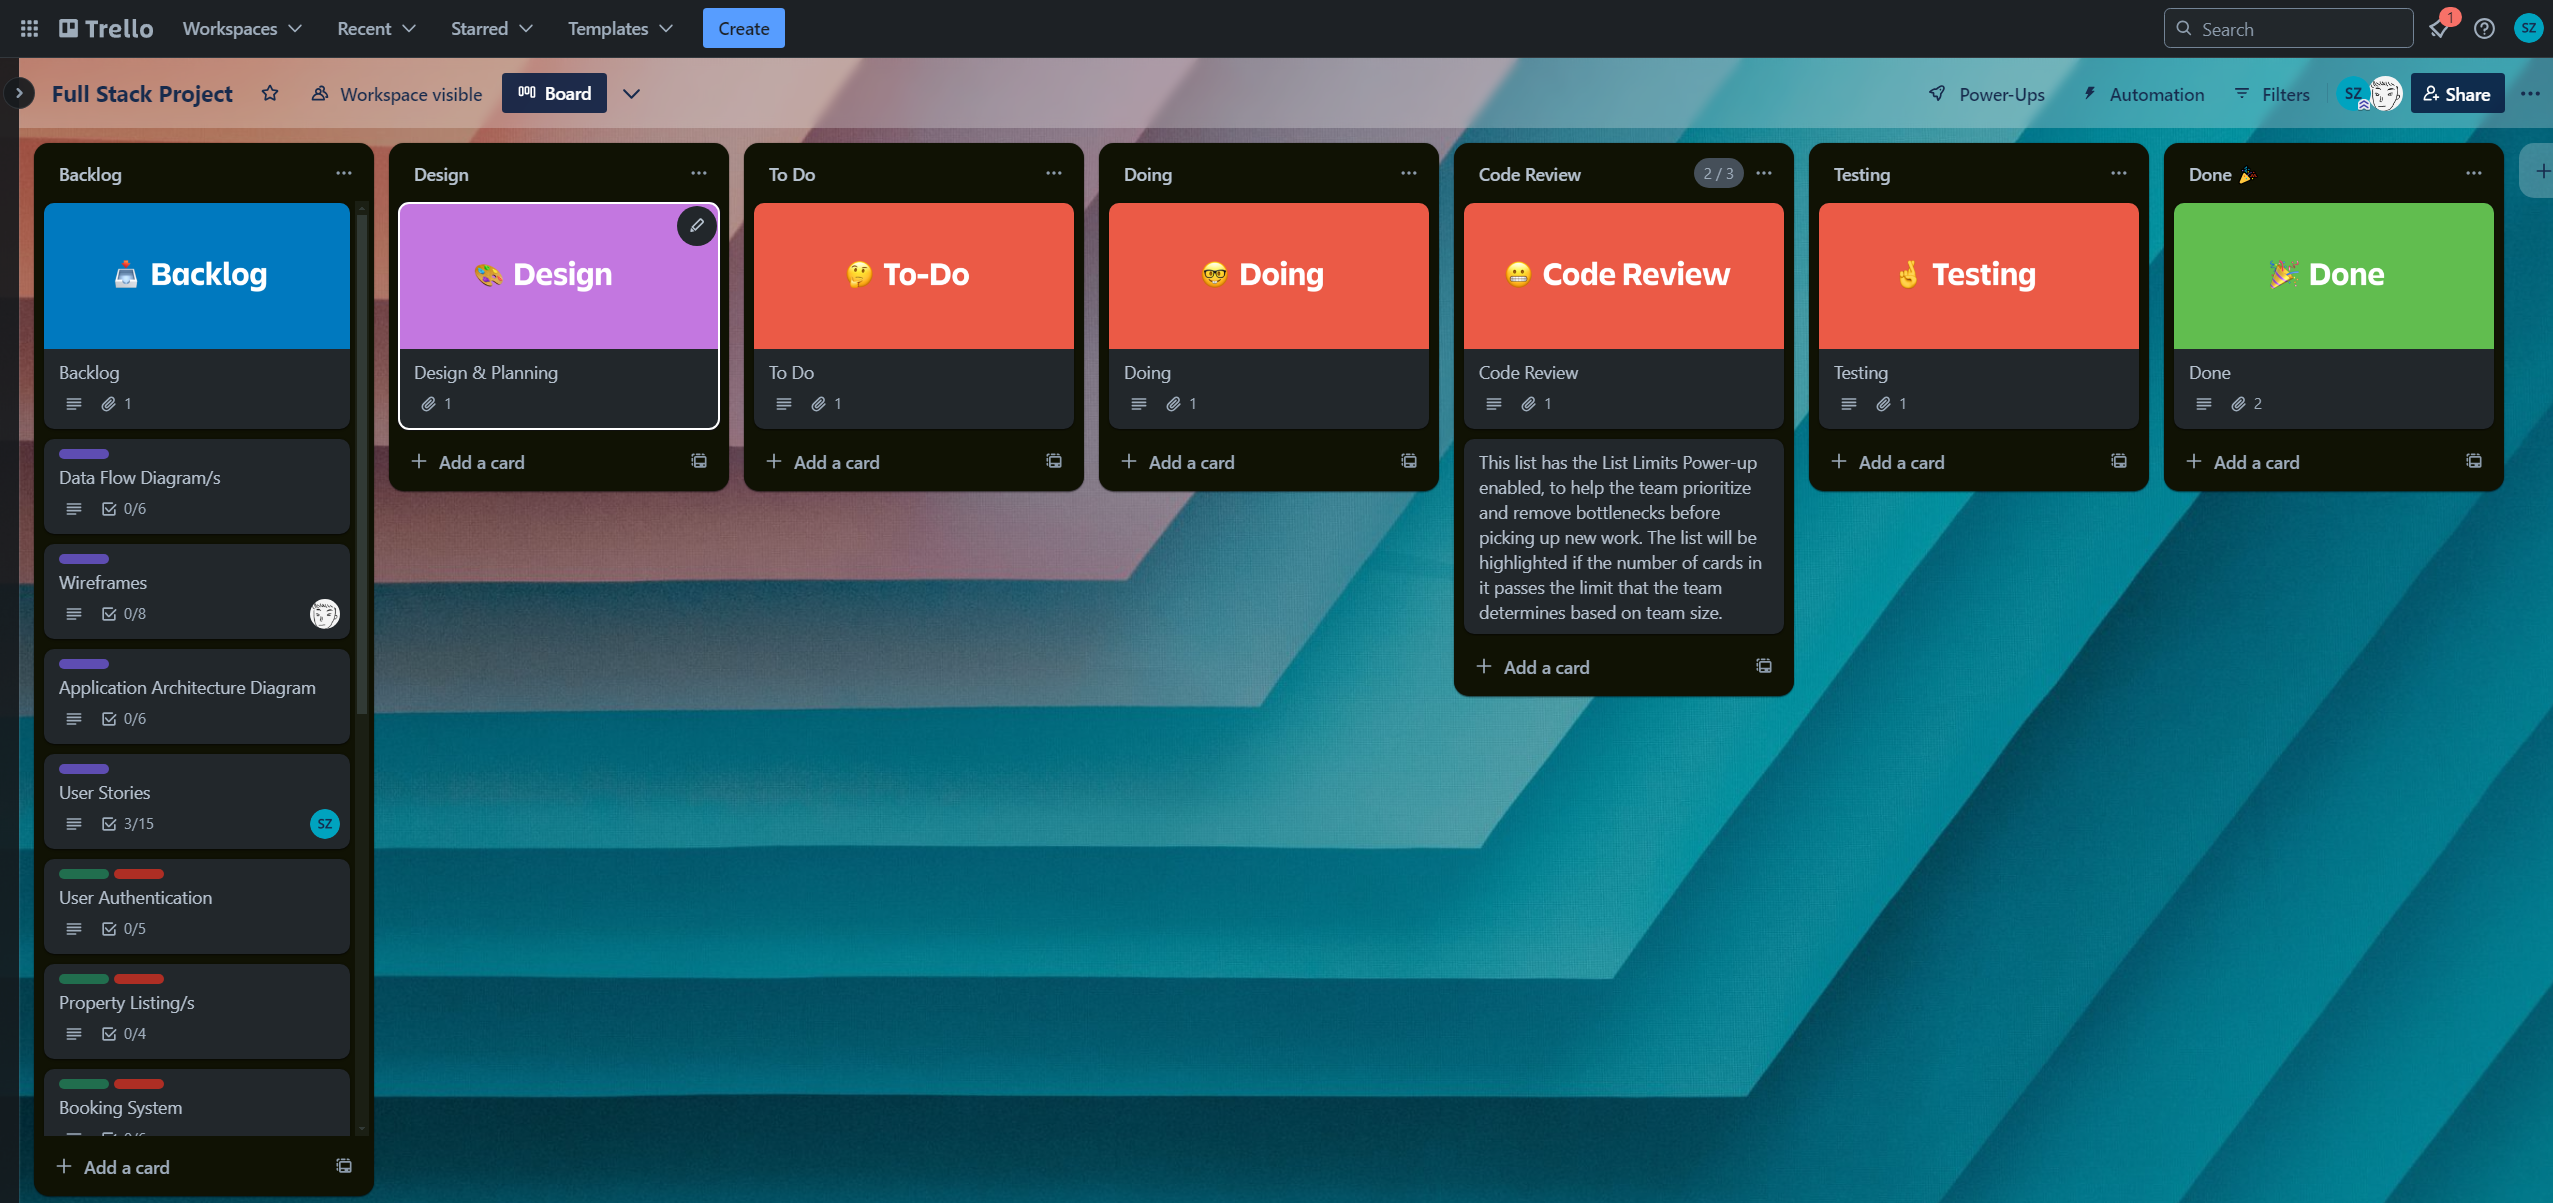 Trello
Workspaces
Recent
Starred
Templates
Create
Search
1
SZ
Full Stack Project
Workspace visible
Board
Power-Ups
Automation
Filters
SZ
Share
Backlog
Backlog
Backlog
1
Data Flow Diagram/s
0/6
Wireframes
0/8
Application Architecture Diagram
0/6
User Stories
3/15
SZ
User Authentication
0/5
Property Listing/s
0/4
Booking System
Add a card
Design
Design
Design & Planning
1
Add a card
To Do
To-Do
To Do
1
Add a card
Doing
Doing
Doing
1
Add a card
Code Review
2 / 3
Code Review
Code Review
1
This list has the List Limits Power-up
enabled, to help the team prioritize
and remove bottlenecks before
picking up new work. The list will be
highlighted if the number of cards in
it passes the limit that the team
determines based on team size.
Add a card
Testing
Testing
Testing
1
Add a card
Done 🎉
Done
Done
2
Add a card